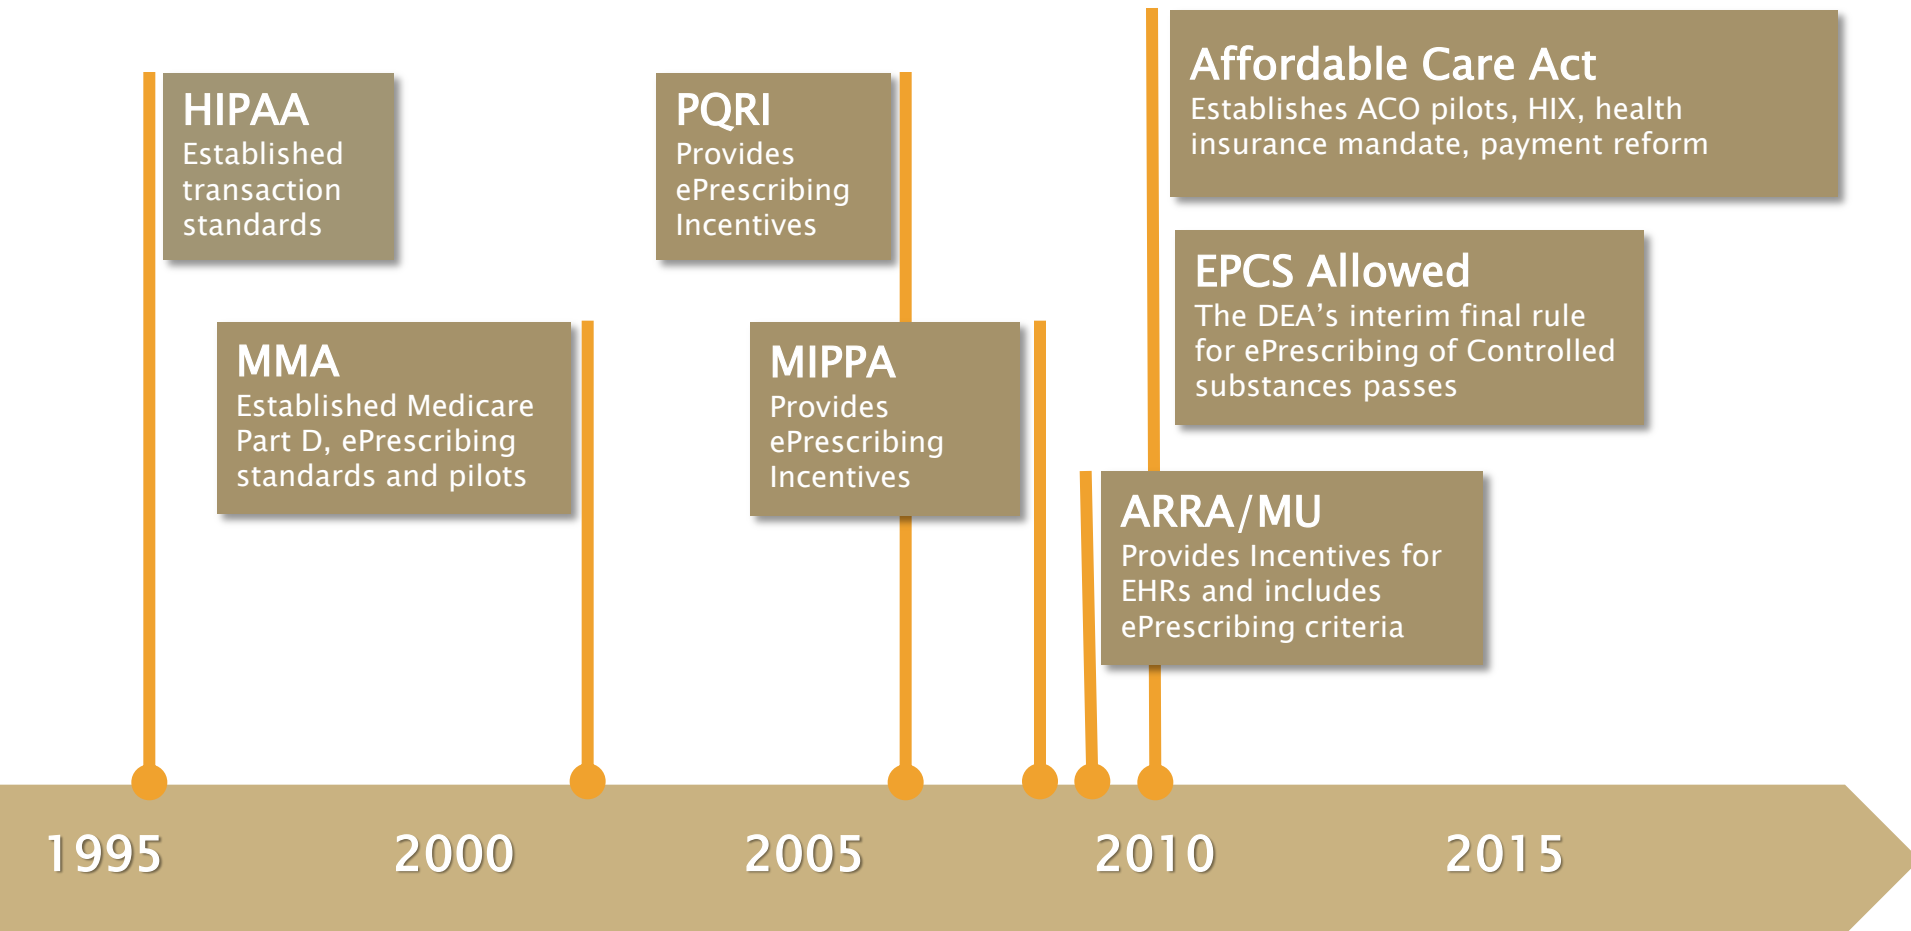 HIPAA
Established
transaction
standards
PQRI
Provides
ePrescribing
Incentives
Affordable Care Act
Establishes ACO pilots, HIX, health
insurance mandate, payment reform
EPCS Allowed
The DEA’s interim final rule
for ePrescribing of Controlled
substances passes
MMA
Established Medicare
Part D, ePrescribing
standards and pilots
MIPPA
Provides
ePrescribing
Incentives
ARRA/MU
Provides Incentives for
EHRs and includes
ePrescribing criteria
1995
2000
2005
2010
2015